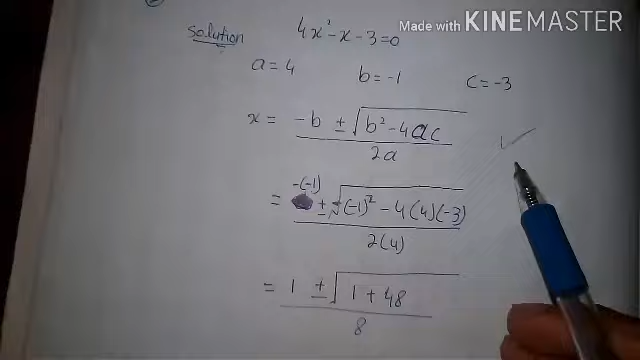 Made with KINEMASTER
solution 4x² - x - 3 = 0
a = 4 b = -1 c = -3
x = -b ± √b² - 4ac / 2a
= -(-1) ± √(-1)² - 4(4)(-3) / 2(4)
= 1 ± √1 + 48 / 8